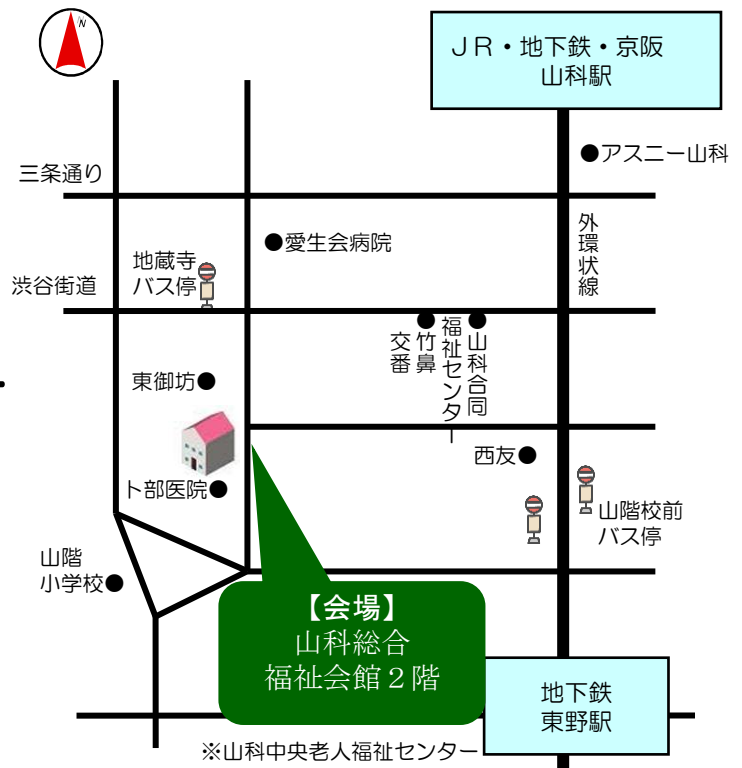 N
JR・地下鉄・京阪
山科駅
●アスニー山科
三条通り
外環状線
●愛生会病院
地蔵寺
バス停
渋谷街道
竹鼻
交番
山科合同
福祉センター
東御坊●
西友●
卜部医院●
山階校前
バス停
山階
小学校●
【会場】
山科総合
福祉会館２階
地下鉄
東野駅
※山科中央老人福祉センター